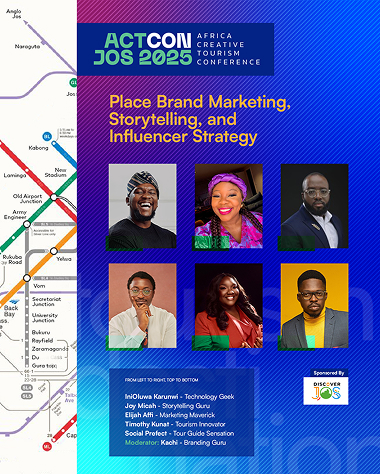 Anglo
Jos
Naraguta
Jos
Kabong
New
Stadium
Laminga
Old Airport
Junction
Army
Engineer
Rukuba
Road
Yelwa
Vom
Back
Bay
Secretariat
Junction
University
Junction
Bukuru
Rayfield
Zaramaganda
Du
Gura top
ACTCON
JOS 2025
AFRICA
CREATIVE
TOURISM
CONFERENCE
Place Brand Marketing,
Storytelling, and
Influencer Strategy
FROM LEFT TO RIGHT, TOP TO BOTTOM
IniOluwa Karunwi - Technology Geek
Joy Micah - Storytelling Guru
Elijah Affi - Marketing Maverick
Timothy Kunat - Tourism Innovator
Social Prefect - Tour Guide Sensation
Moderator: Kachi - Branding Guru
Sponsored By
DISCOVER
JOS